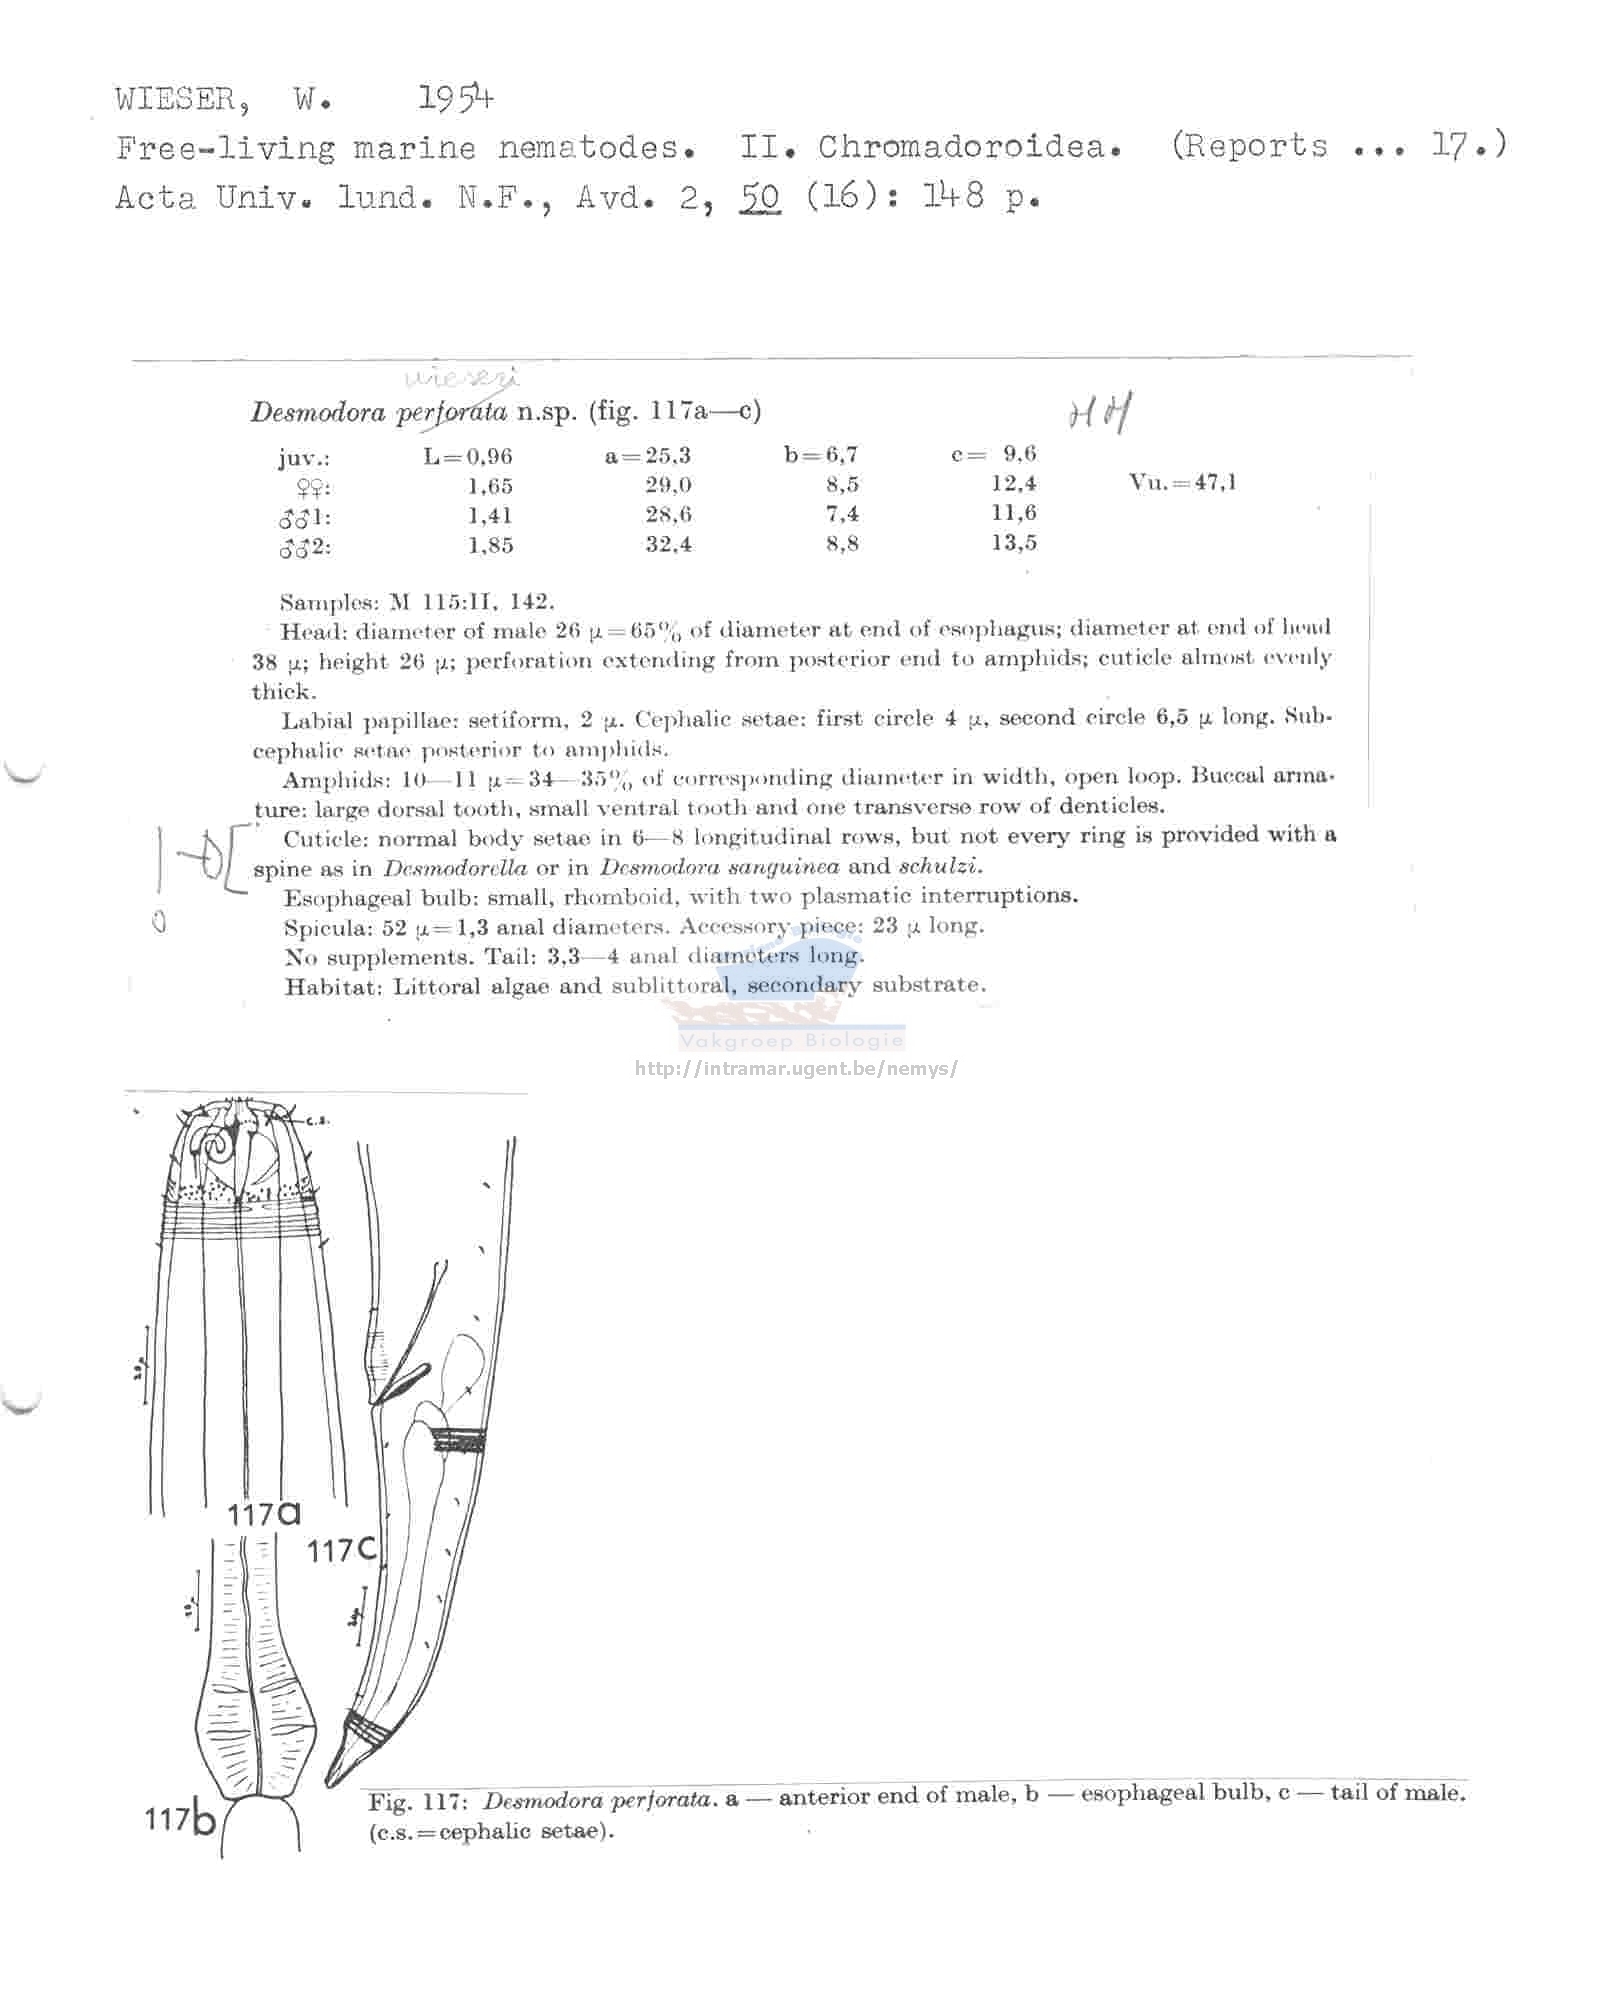 WIESER, W. 1954
Free-living marine nematodes. II. Chromadoroidea. (Reports ... 17.)
Acta Univ. lund. N.F., Avd. 2, 50 (16): 148 p.
wieseri
Desmodora perforata n.sp. (fig. 117a—c)
juv.: L=0,96 a=25,3 b=6,7 c= 9,6
♀♀: 1,65 29,0 8,5 12,4 Vu.=47,1
♂♂1: 1,41 28,6 7,4 11,6
♂♂2: 1,85 32,4 8,8 13,5
Samples: M 115:II, 142.
Head: diameter of male 26 μ=65% of diameter at end of esophagus; diameter at end of head
38 μ; height 26 μ; perforation extending from posterior end to amphids; cuticle almost evenly
thick.
Labial papillae: setiform, 2 μ. Cephalic setae: first circle 4 μ, second circle 6,5 μ long. Sub-
cephalic setae posterior to amphids.
Amphids: 10—11 μ=34—35% of corresponding diameter in width, open loop. Buccal arma-
ture: large dorsal tooth, small ventral tooth and one transverse row of denticles.
Cuticle: normal body setae in 6—8 longitudinal rows, but not every ring is provided with a
spine as in Desmodorella or in Desmodora sanguinea and schulzi.
Esophageal bulb: small, rhomboid, with two plasmatic interruptions.
Spicula: 52 μ=1,3 anal diameters. Accessory piece: 23 μ long.
No supplements. Tail: 3,3—4 anal diameters long.
Habitat: Littoral algae and sublittoral, secondary substrate.
Vakgroep Biologie
http://intramar.ugent.be/nemys/
c.s.
117a
117c
117b
Fig. 117: Desmodora perforata. a — anterior end of male, b — esophageal bulb, c — tail of male.
(c.s.=cephalic setae).